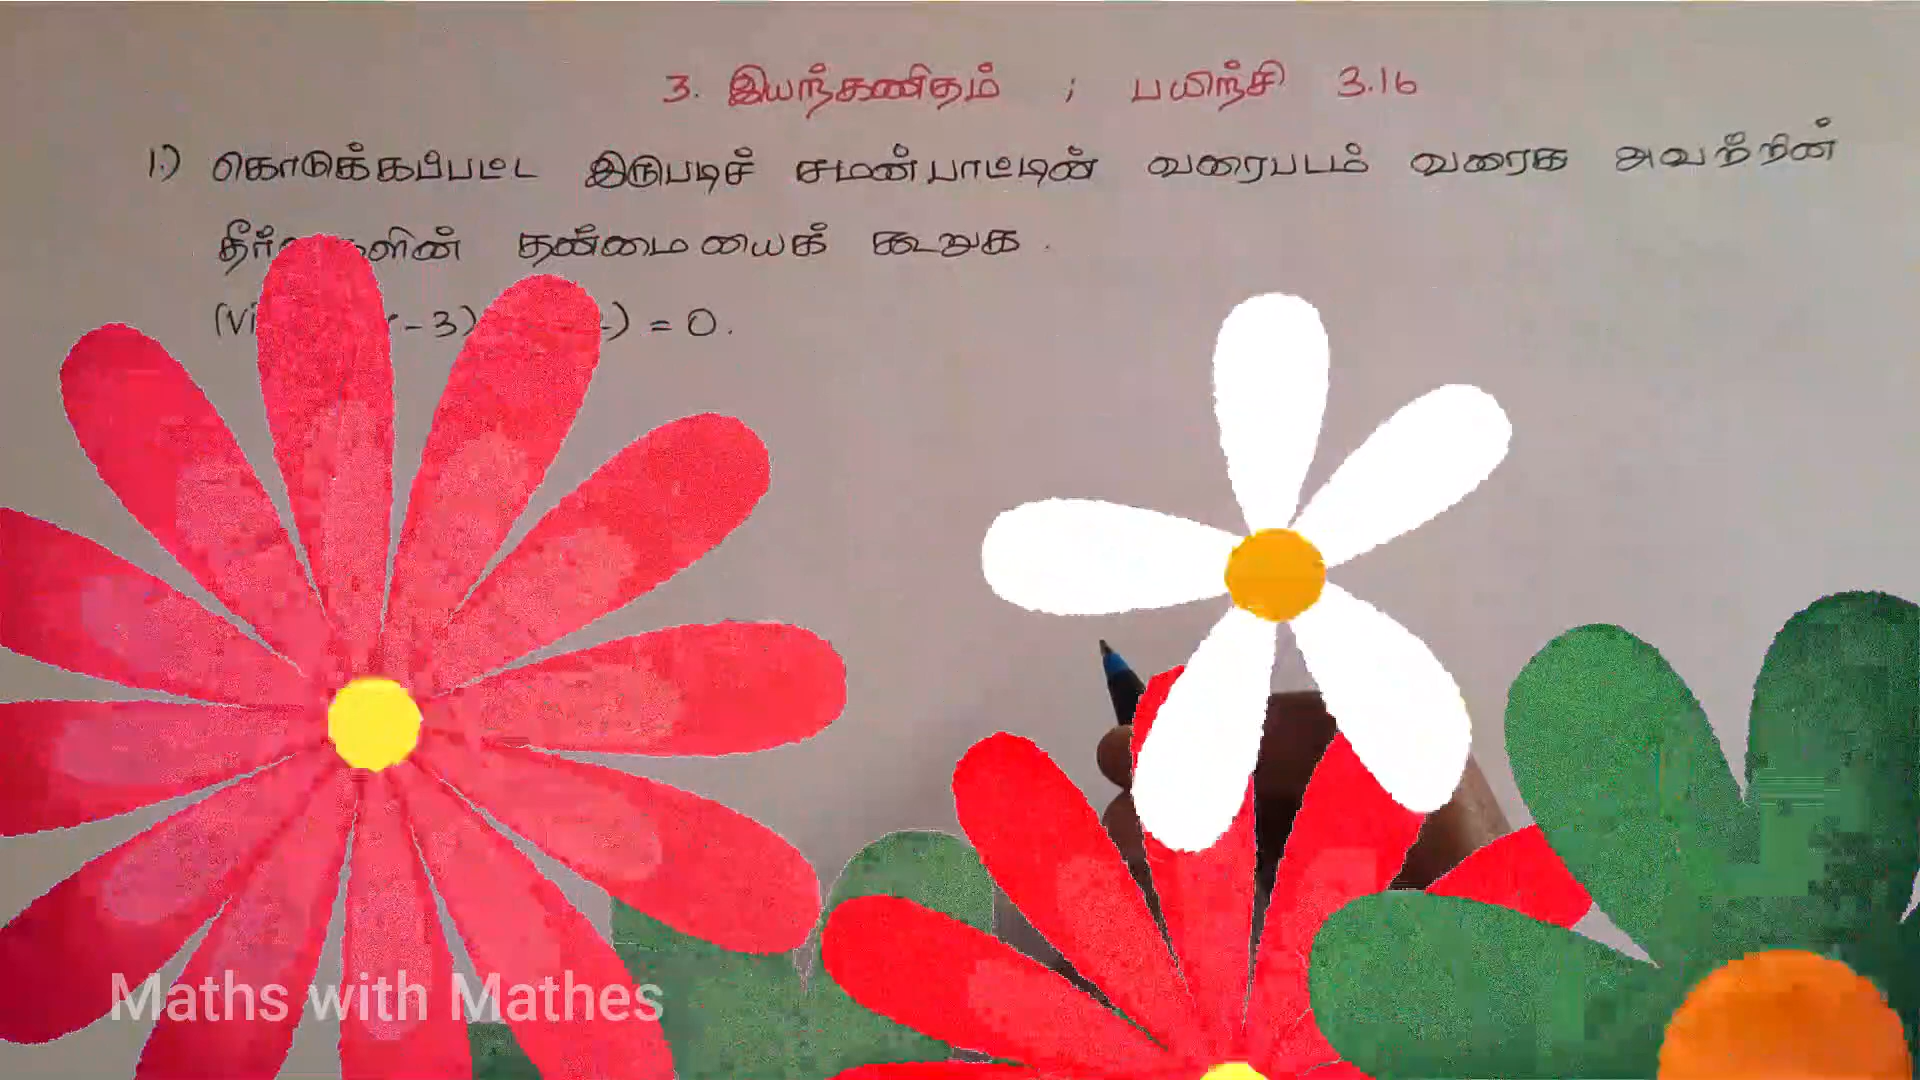 3. இயற்கணிதம் ; பயிற்சி 3.16
1.) கொடுக்கப்பட்ட இருபடிச் சமன்பாட்டின் வரைபடம் வரைக அவற்றின்
தன்மையைக் கூறுக .
- 3) = 0.
Maths with Mathes